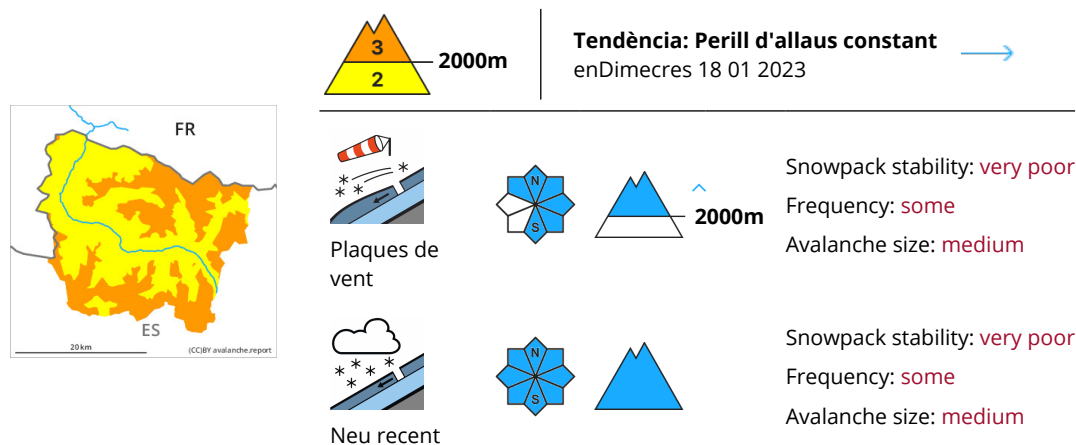 3
2
2000m
Tendència: Perill d'allaus constant
enDimecres 18 01 2023
FR
ES
20 km
(CC)BY avalanche.report
N
S
2000m
Plaques de
vent
Snowpack stability: very poor
Frequency: some
Avalanche size: medium
N
S
Neu recent
Snowpack stability: very poor
Frequency: some
Avalanche size: medium